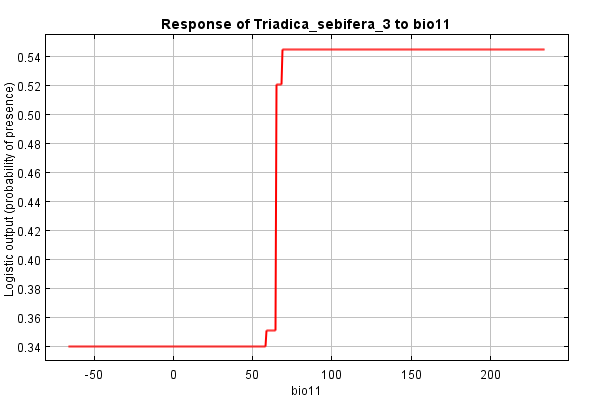 Response of Triadica_sebifera_3 to bio11
Logistic output (probability of presence)
0.54
0.52
0.50
0.48
0.46
0.44
0.42
0.40
0.38
0.36
0.34
-50 0 50 100 150 200
bio11